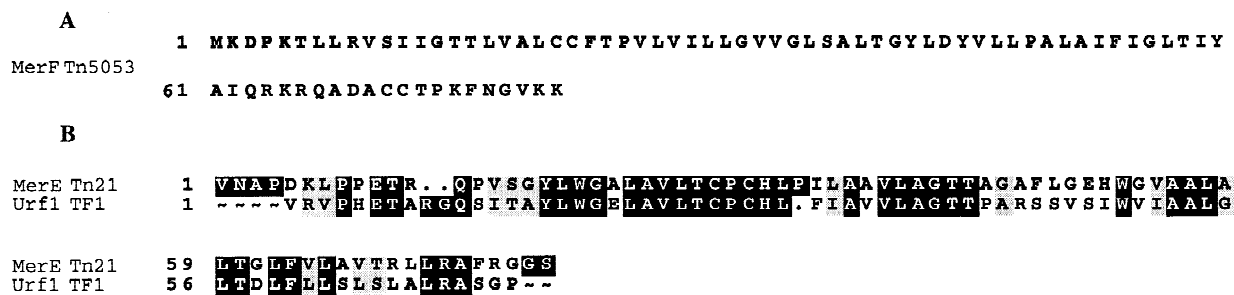 A
1 MKDPKTLLRVSIIGTTLVALCCFTPVLVILLGVVGLSALTGYLDYVLLPALAIFIGLTIY
MerF Tn5053
61 AIQRKRQADACCTPKFNGVKK
B
MerE Tn21 1 VNAPDKLPPETR..QPVSGYLWGALAVLTCPCHLPILAAVLAGTTAGAFLGEHWGVAALA
Urf1 TF1 1 ~~~~VRVPHETARGQSITAYLWGELAVLTCPCHL.FIAVVLAGTTPARSSVSIWVIAALG
MerE Tn21 59 LTGLFVLAVTRLLRAFRGGS
Urf1 TF1 56 LTDLFLLSLSLALRASGP~~